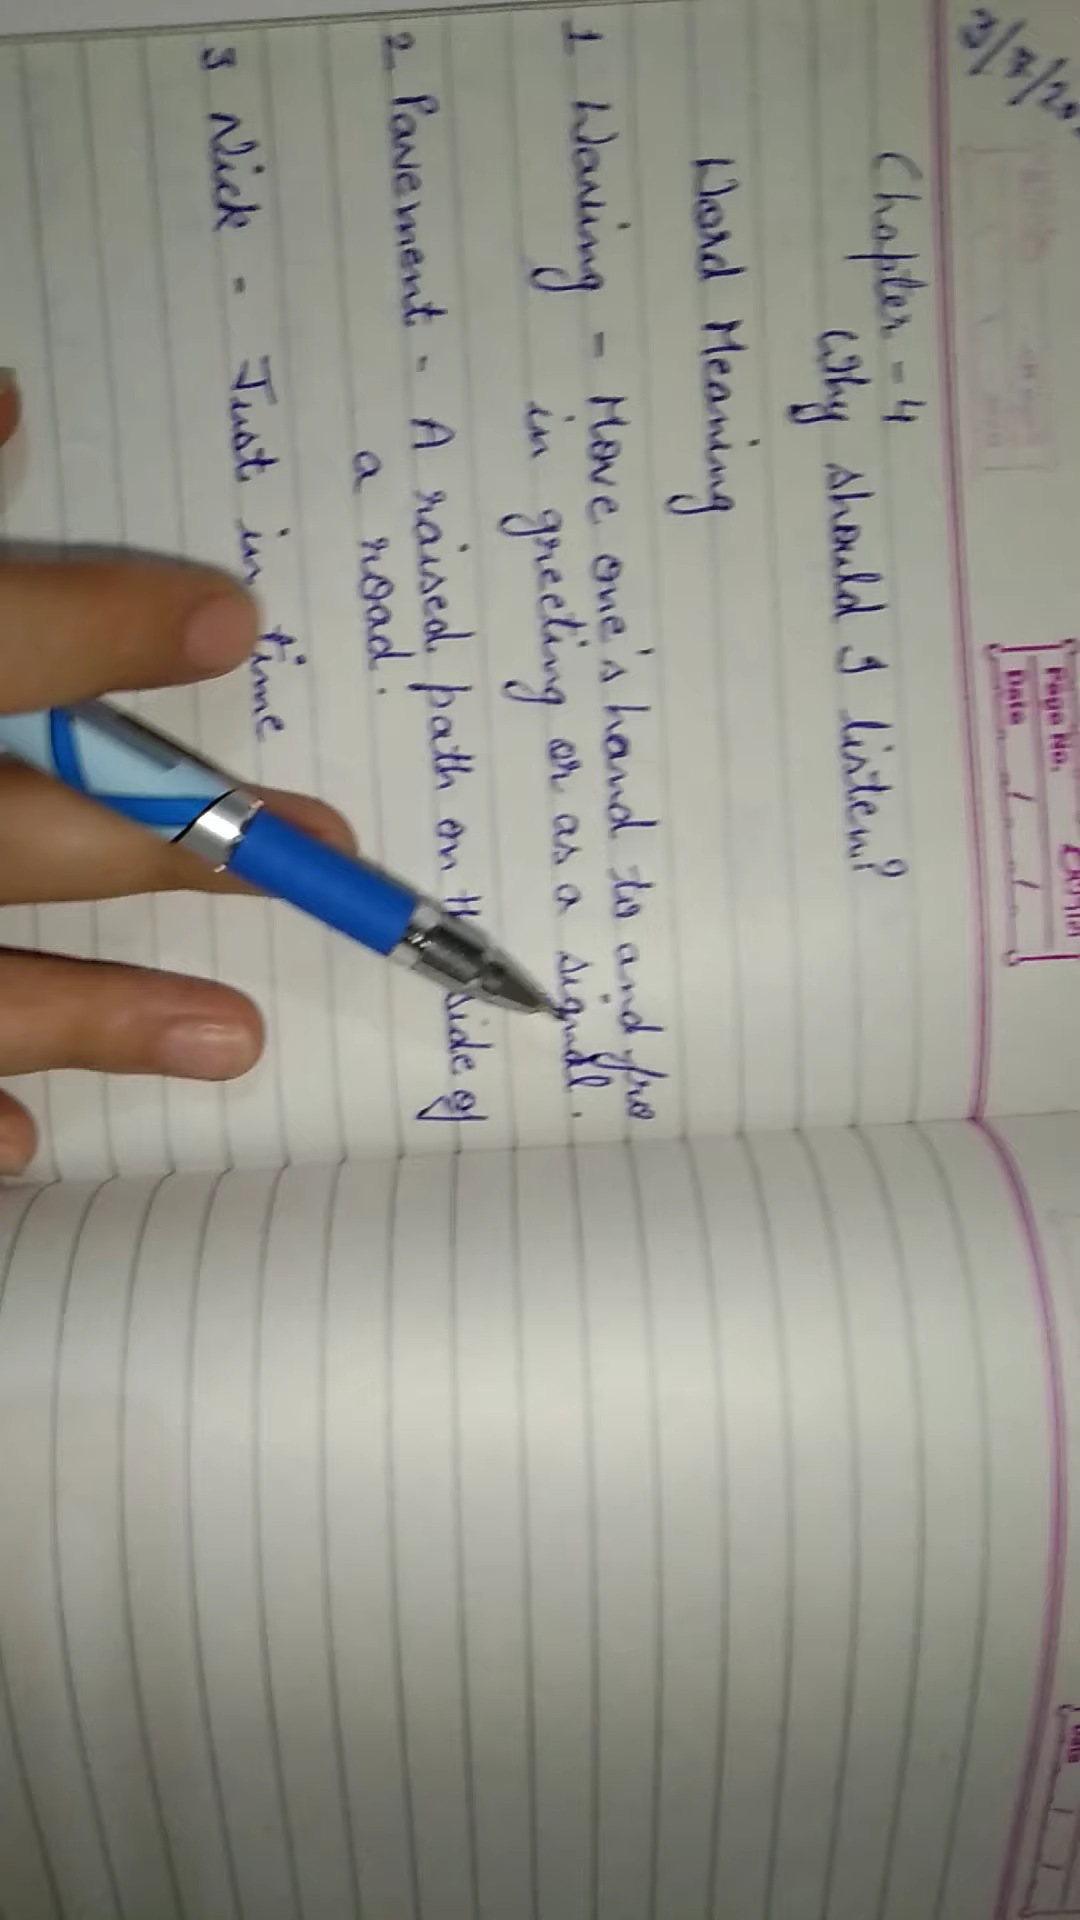 3/7/20
Page No.
Date
Chapter - 4
Why should I listen?
Word Meaning
1 Waving - Move one's hand to and fro
in greeting or as a signal.
2 Pavement - A raised path on side of
a road.
3 Nick - Just in time
Date